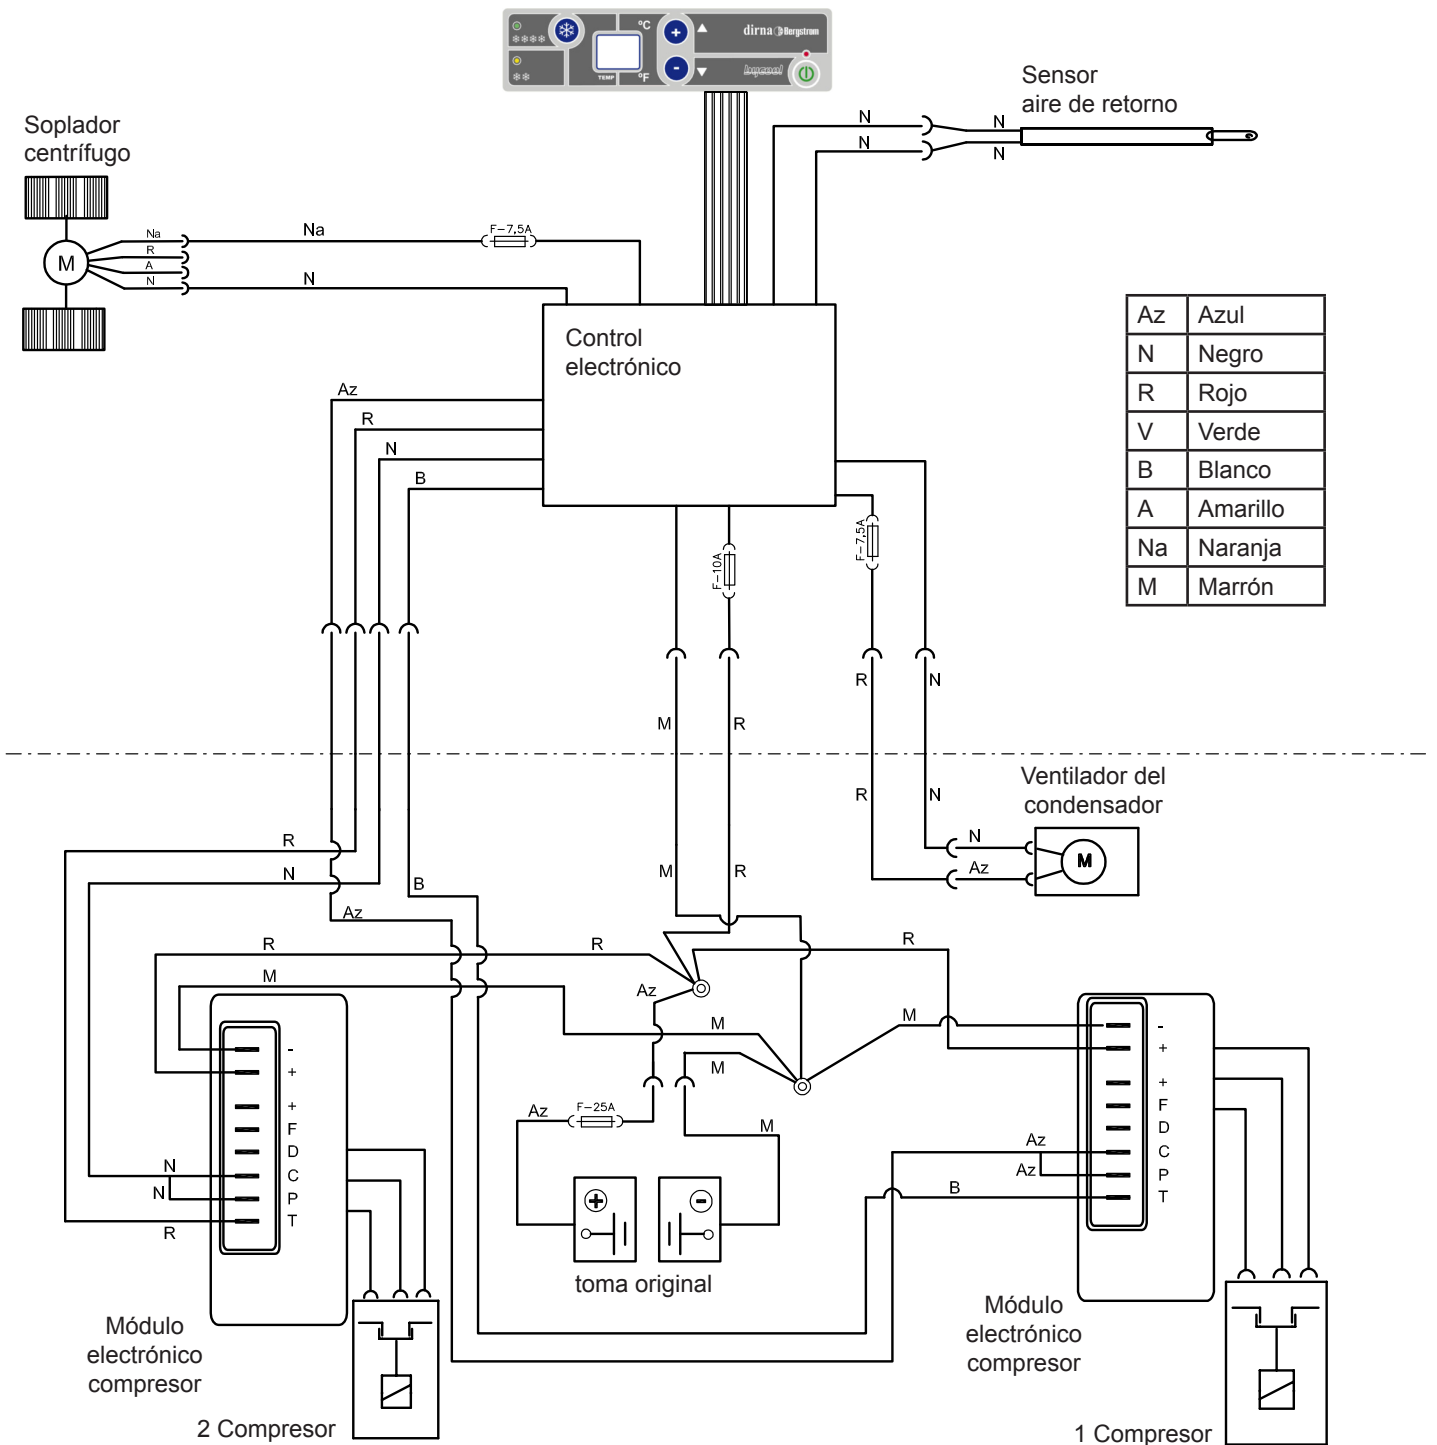 °C
+
dirna Bergstrom
TEMP
°F
-
bycool
Sensor
aire de retorno
N
N
N
N
Soplador
centrífugo
M
Na
R
A
N
Na
F-7,5A
N
Control
electrónico
Az Azul
N Negro
R Rojo
V Verde
B Blanco
A Amarillo
Na Naranja
M Marrón
Az
R
N
B
F-10A
F-7,5A
R
N
M
R
R
N
Ventilador del
condensador
N
Az
M
R
N
B
Az
M
R
R
R
R
M
Az
M
M
M
Az
F-25A
M
+
-
toma original
-
+
+
F
D
C
P
T
N
N
R
Módulo
electrónico
compresor
2 Compresor
-
+
+
F
D
C
P
T
Az
Az
B
Módulo
electrónico
compresor
1 Compresor